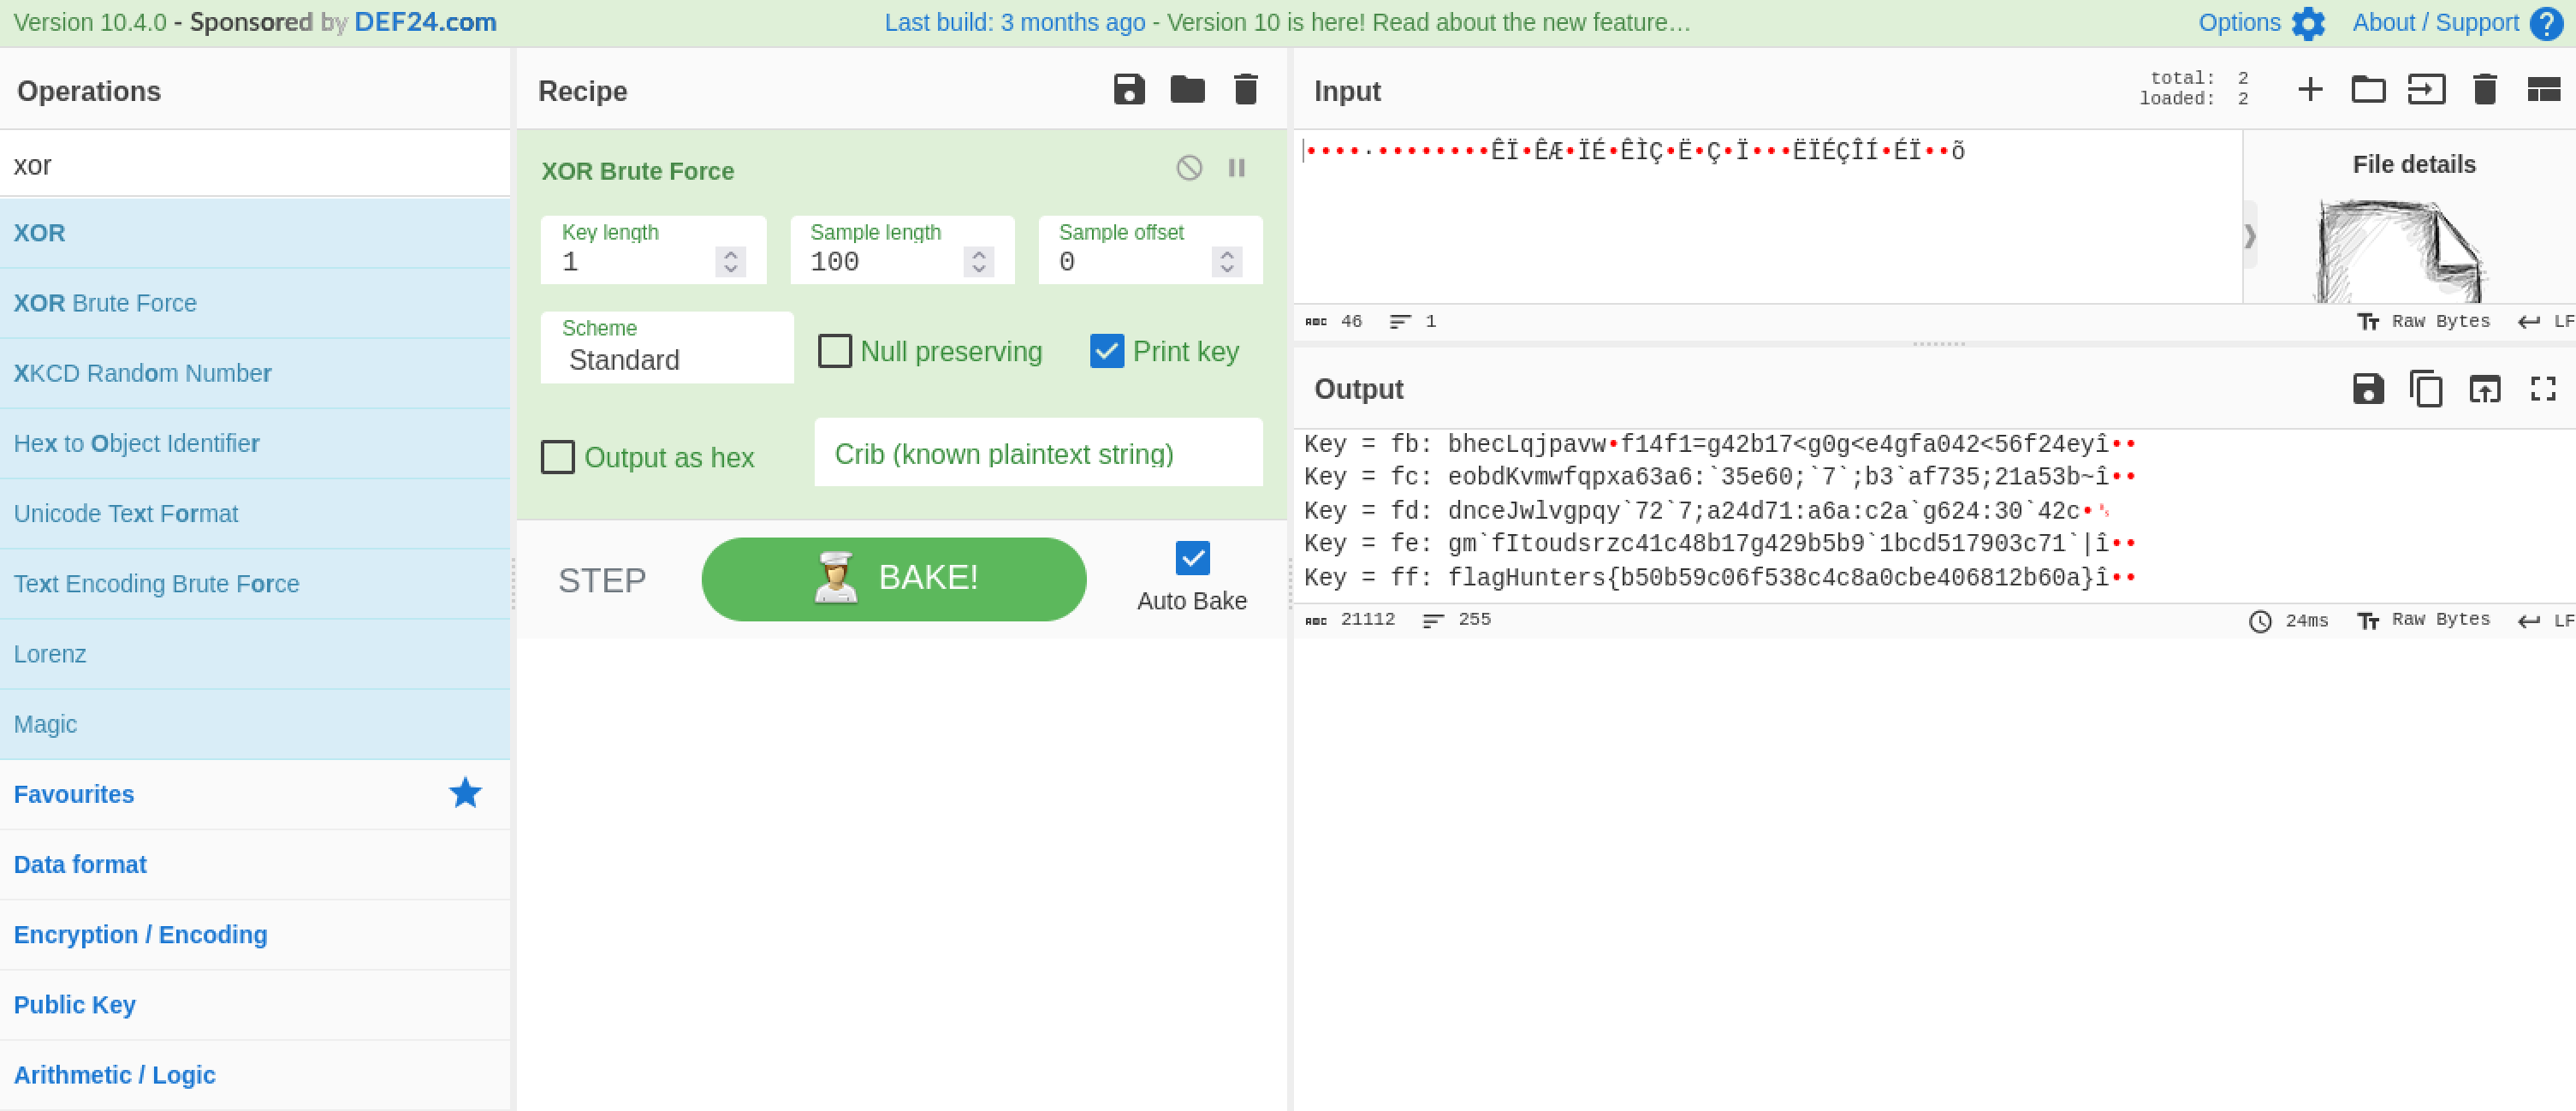 Version 10.4.0 - Sponsored by DEF24.com
Last build: 3 months ago - Version 10 is here! Read about the new feature…
Options
About / Support
Operations
xor
XOR
XOR Brute Force
XKCD Random Number
Hex to Object Identifier
Unicode Text Format
Text Encoding Brute Force
Lorenz
Magic
Favourites
Data format
Encryption / Encoding
Public Key
Arithmetic / Logic
Recipe
XOR Brute Force
Key length
1
Sample length
100
Sample offset
0
Scheme
Standard
Null preserving
Print key
Output as hex
Crib (known plaintext string)
STEP
BAKE!
Auto Bake
Input
total: 2
loaded: 2
••••·••••••••ÊÏ•ÊÆ•ÏÉ•ÊÌÇ•Ë•Ç•Ï•••ËÏÉÇÎÍ•ÉÏ••õ
File details
46
1
Raw Bytes
LF
Output
Key = fb: bhecLqjpavw•f14f1=g42b17<g0g<e4gfa042<56f24eyî••
Key = fc: eobdKvmwfqpxa63a6:`35e60;`7`;b3`af735;21a53b~î••
Key = fd: dnceJwlvgpqy`72`7;a24d71:a6a:c2a`g624:30`42c•
Key = fe: gm`fItoudsrzc41c48b17g429b5b9`1bcd517903c71`|î••
Key = ff: flagHunters{b50b59c06f538c4c8a0cbe406812b60a}î••
21112
255
24ms
Raw Bytes
LF